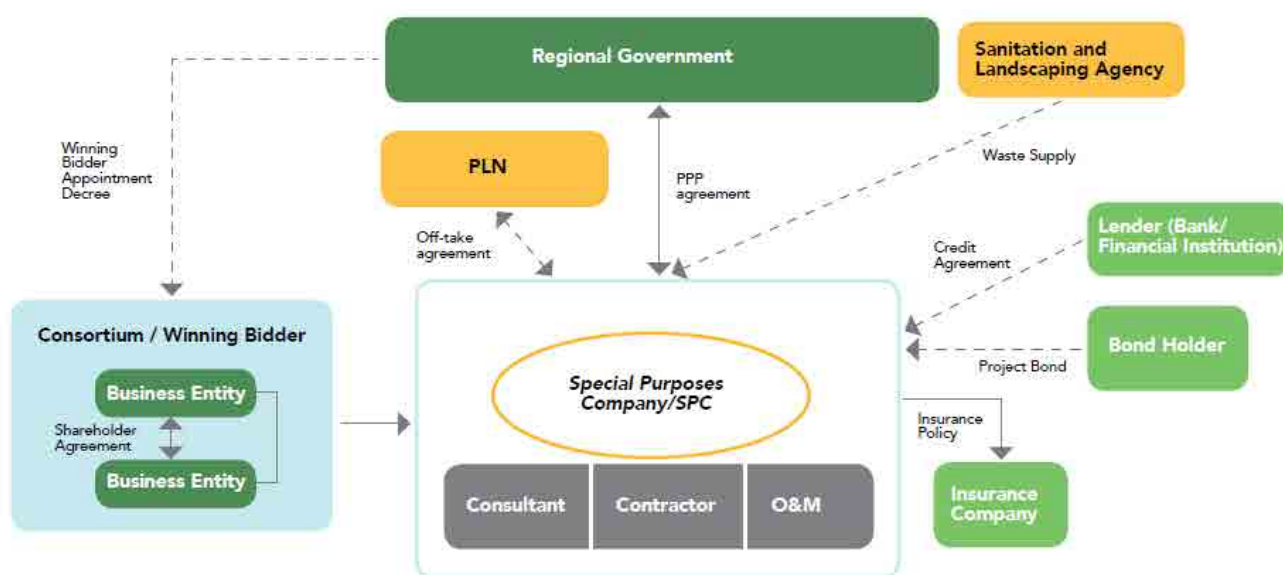 Regional Government
Sanitation and
Landscaping Agency
Winning
Bidder
Appointment
Decree
PLN
PPP
agreement
Waste Supply
Off-take
agreement
Lender (Bank/
Financial Institution)
Credit
Agreement
Consortium / Winning Bidder
Bond Holder
Project Bond
Business Entity
Shareholder
Agreement
Business Entity
Special Purposes
Company/SPC
Insurance
Policy
Consultant
Contractor
O&M
Insurance
Company